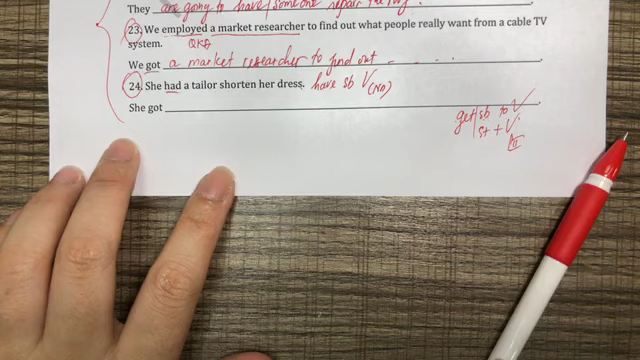 They are going to have someone repair the
23. We employed a market researcher to find out what people really want from a cable TV
system. QKĐ
We got a market researcher to find out . . . . .
24. She had a tailor shorten her dress. have sb V(No)
She got
get sb to V
st + V
III